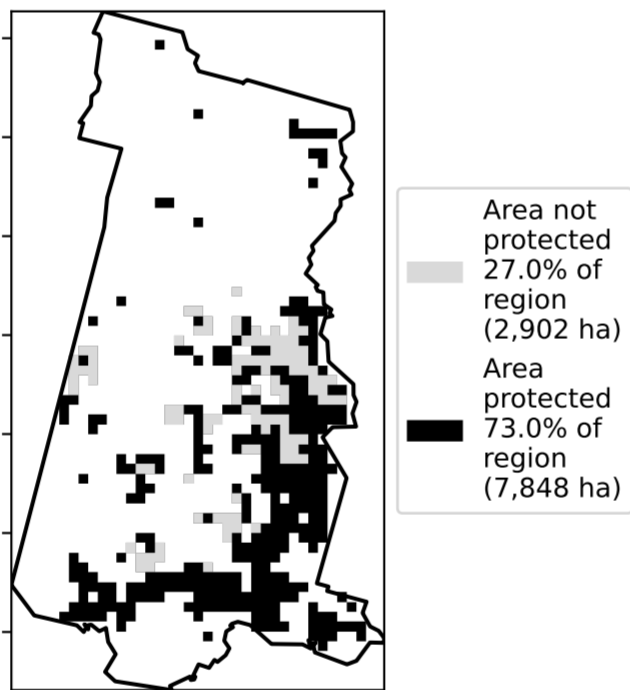 Area not
protected
27.0% of
region
(2,902 ha)
Area
protected
73.0% of
region
(7,848 ha)